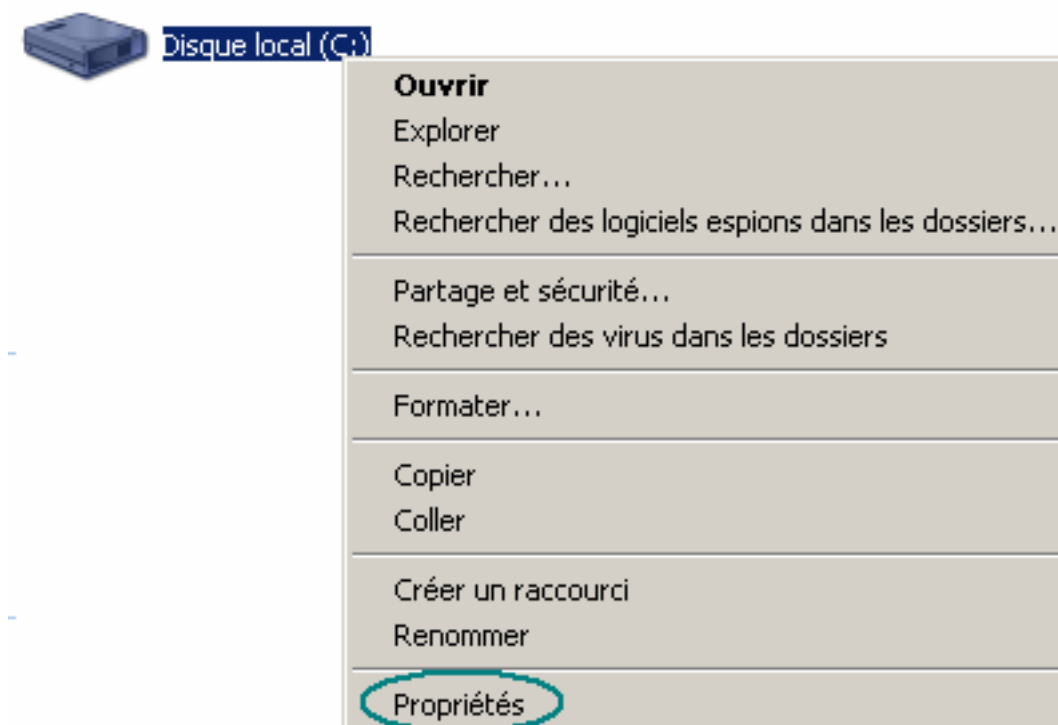 Disque local (C:)
Ouvrir
Explorer
Rechercher...
Rechercher des logiciels espions dans les dossiers...
Partage et sécurité...
Rechercher des virus dans les dossiers
Formater...
Copier
Coller
Créer un raccourci
Renommer
Propriétés